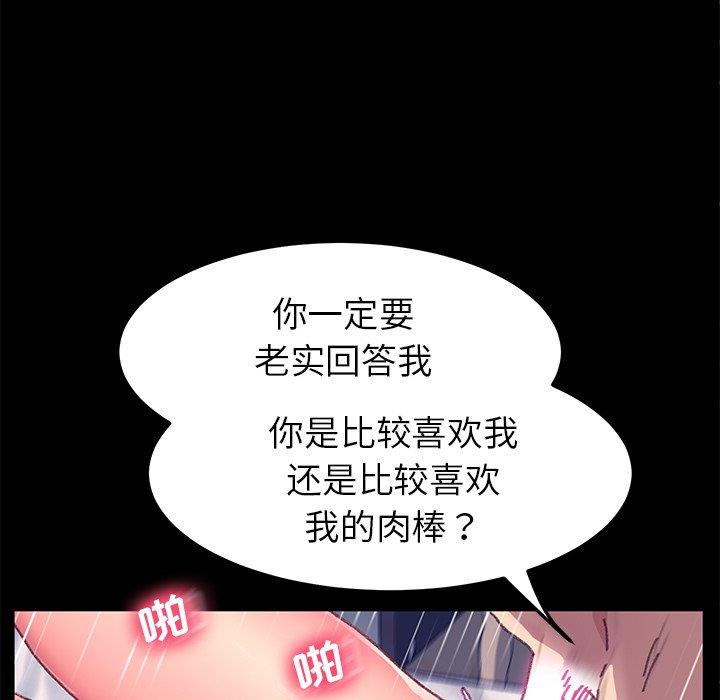 你一定要
老实回答我
你是比较喜欢我
还是比较喜欢
我的肉棒？
啪
啪